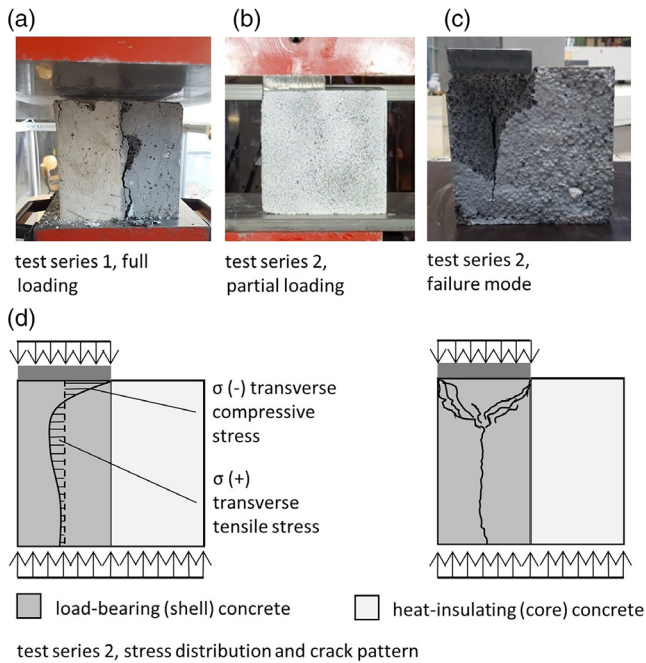 (a)
(b)
(c)
test series 1, full
loading
test series 2,
partial loading
test series 2,
failure mode
(d)
σ (-) transverse
compressive
stress
σ (+)
transverse
tensile stress
load-bearing (shell) concrete
heat-insulating (core) concrete
test series 2, stress distribution and crack pattern